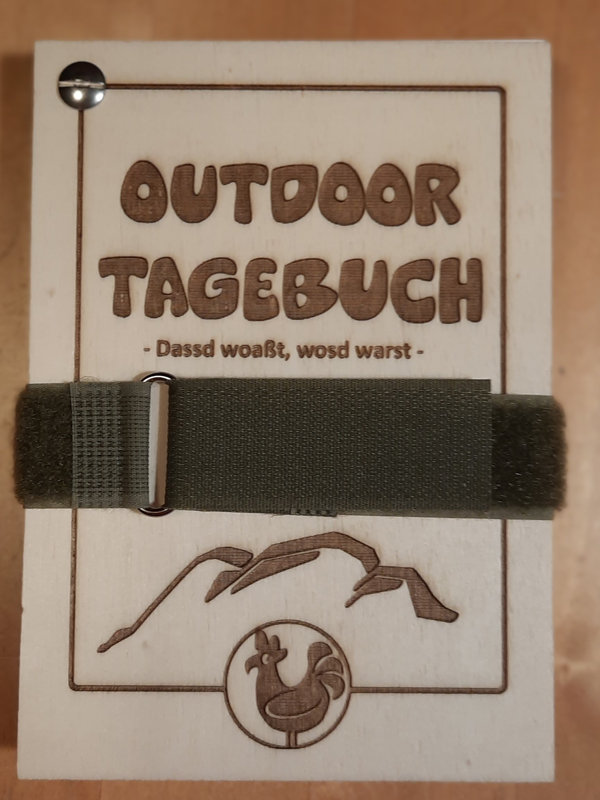 OUTDOOR
TAGEBUCH
- Dassd woaßt, wosd warst -